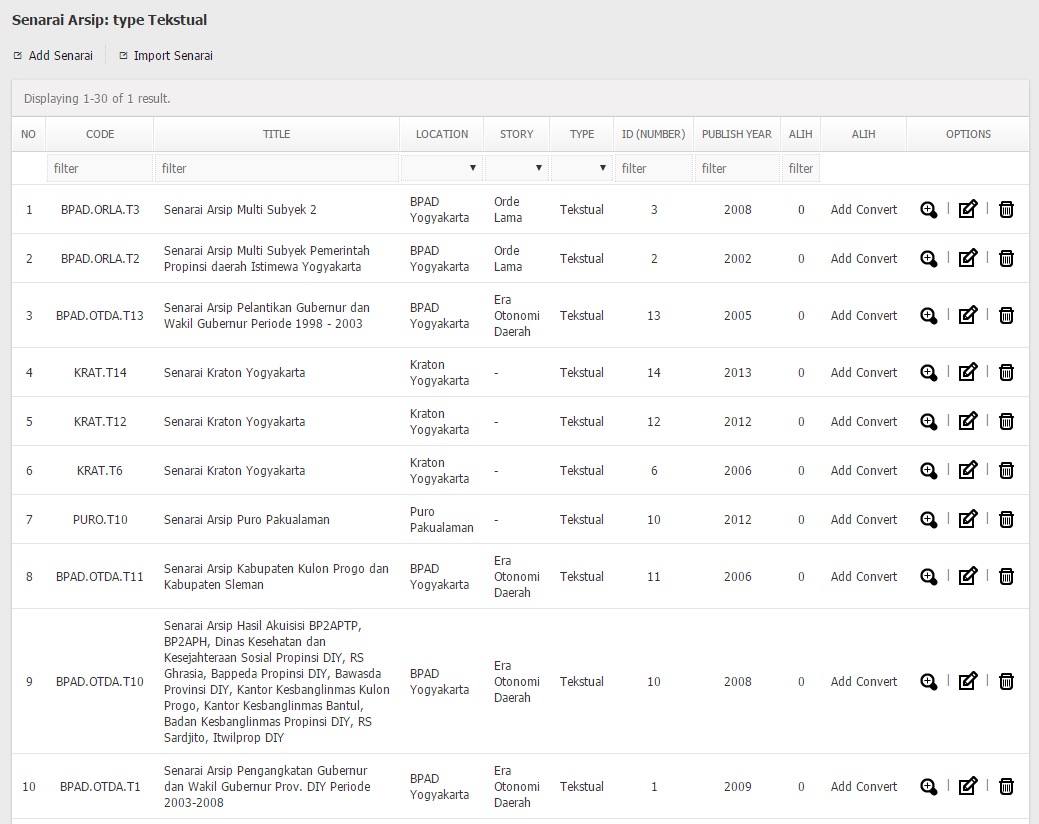 Senarai Arsip: type Tekstual
Add Senarai | Import Senarai
Displaying 1-30 of 1 result.
NO CODE TITLE LOCATION STORY TYPE ID (NUMBER) PUBLISH YEAR ALIH ALIH OPTIONS
filter filter filter filter filter
1 BPAD.ORLA.T3 Senarai Arsip Multi Subyek 2 BPAD Yogyakarta Orde Lama Tekstual 3 2008 0 Add Convert | |
2 BPAD.ORLA.T2 Senarai Arsip Multi Subyek Pemerintah Propinsi daerah Istimewa Yogyakarta BPAD Yogyakarta Orde Lama Tekstual 2 2002 0 Add Convert | |
3 BPAD.OTDA.T13 Senarai Arsip Pelantikan Gubernur dan Wakil Gubernur Periode 1998 - 2003 BPAD Yogyakarta Era Otonomi Daerah Tekstual 13 2005 0 Add Convert | |
4 KRAT.T14 Senarai Kraton Yogyakarta Kraton Yogyakarta - Tekstual 14 2013 0 Add Convert | |
5 KRAT.T12 Senarai Kraton Yogyakarta Kraton Yogyakarta - Tekstual 12 2012 0 Add Convert | |
6 KRAT.T6 Senarai Kraton Yogyakarta Kraton Yogyakarta - Tekstual 6 2006 0 Add Convert | |
7 PURO.T10 Senarai Arsip Puro Pakualaman Puro Pakualaman - Tekstual 10 2012 0 Add Convert | |
8 BPAD.OTDA.T11 Senarai Arsip Kabupaten Kulon Progo dan Kabupaten Sleman BPAD Yogyakarta Era Otonomi Daerah Tekstual 11 2006 0 Add Convert | |
9 BPAD.OTDA.T10 Senarai Arsip Hasil Akuisisi BP2APTP, BP2APH, Dinas Kesehatan dan Kesejahteraan Sosial Propinsi DIY, RS Ghrasia, Bappeda Propinsi DIY, Bawasda Provinsi DIY, Kantor Kesbanglinmas Kulon Progo, Kantor Kesbanglinmas Bantul, Badan Kesbanglinmas Propinsi DIY, RS Sardjito, Itwilprop DIY BPAD Yogyakarta Era Otonomi Daerah Tekstual 10 2008 0 Add Convert | |
10 BPAD.OTDA.T1 Senarai Arsip Pengangkatan Gubernur dan Wakil Gubernur Prov. DIY Periode 2003-2008 BPAD Yogyakarta Era Otonomi Daerah Tekstual 1 2009 0 Add Convert | |